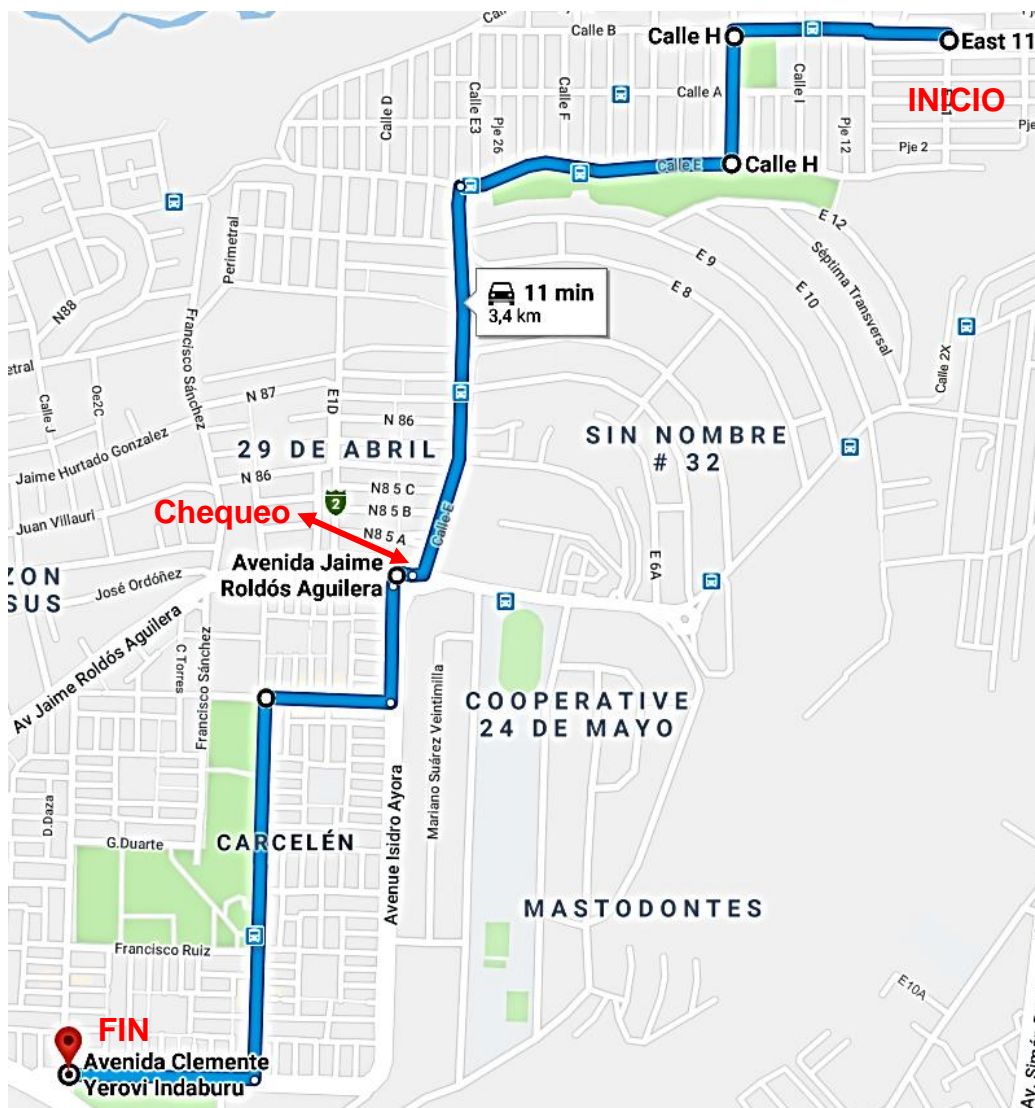 Calle B
Calle H
East 11
INICIO
Calle A
Calle I
Calle D
Calle E3
Calle F
Pje 26
Pje 12
Pje 2
Calle E
Calle H
E 12
Séptima Transversal
E 9
E 8
E 10
Perimetral
N88
Francisco Sánchez
11 min
3,4 km
Calle 2X
Calle J
Oe2C
E1D
N 87
N 86
Jaime Hurtado Gonzalez
29 DE ABRIL
SIN NOMBRE
# 32
N 86
N8 5 C
2
Juan Villauri
Chequeo
N8 5 B
N8 5 A
Calle E
Avenida Jaime
Roldós Aguilera
José Ordóñez
E 6A
Av Jaime Roldós Aguilera
C Torres
Francisco Sánchez
Mariano Suárez Veintimilla
COOPERATIVE
24 DE MAYO
D.Daza
G.Duarte
CARCELÉN
Avenue Isidro Ayora
MASTODONTES
Francisco Ruiz
E10A
FIN
Avenida Clemente
Yerovi Indaburu